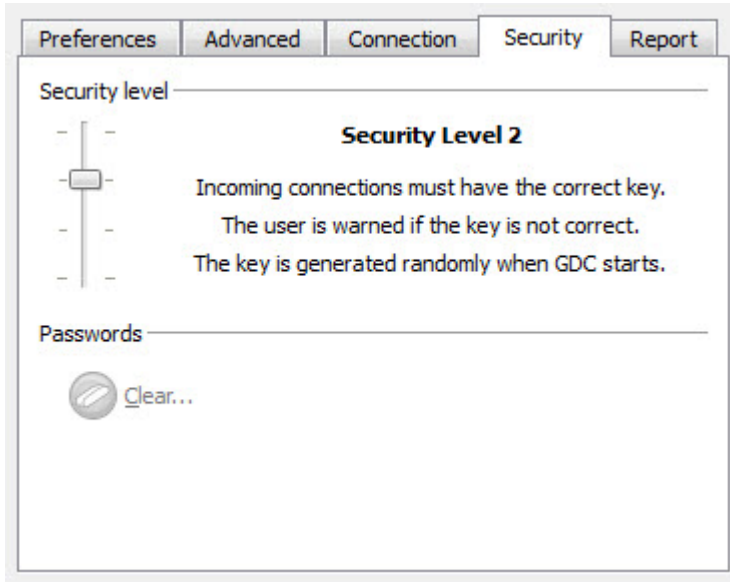 Preferences Advanced Connection Security Report
Security level
Security Level 2
Incoming connections must have the correct key.
The user is warned if the key is not correct.
The key is generated randomly when GDC starts.
Passwords
Clear...